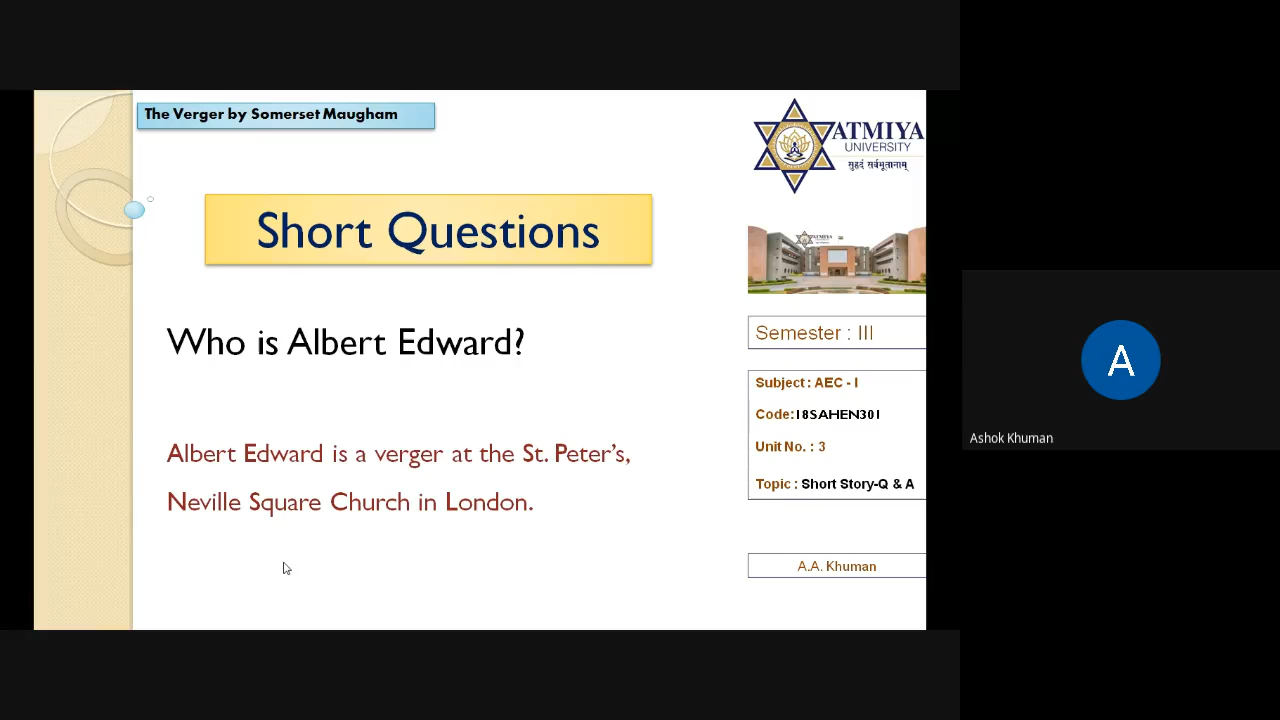 The Verger by Somerset Maugham
ATMIYA
UNIVERSITY
सुहृदं सर्वभूतानाम्
Short Questions
Who is Albert Edward?
Albert Edward is a verger at the St. Peter's,
Neville Square Church in London.
Semester : III
Subject : AEC - I
Code:18SAHEN301
Unit No. : 3
Topic : Short Story-Q & A
A.A. Khuman
A
Ashok Khuman